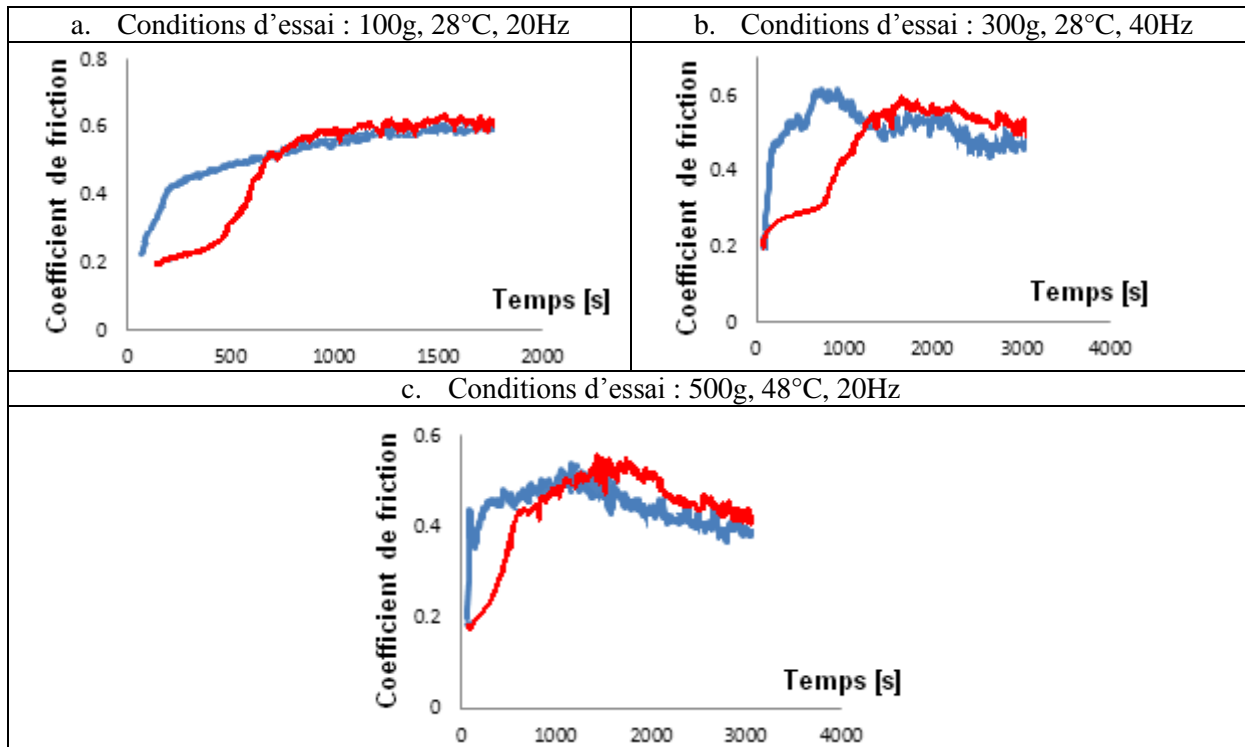 a. Conditions d’essai : 100g, 28°C, 20Hz
b. Conditions d’essai : 300g, 28°C, 40Hz
Coefficient de friction
0.8
0.6
0.4
0.2
0
Temps [s]
0 500 1000 1500 2000
Coefficient de friction
0.6
0.4
0.2
0
Temps [s]
0 1000 2000 3000 4000
c. Conditions d’essai : 500g, 48°C, 20Hz
Coefficient de friction
0.6
0.4
0.2
0
Temps [s]
0 1000 2000 3000 4000